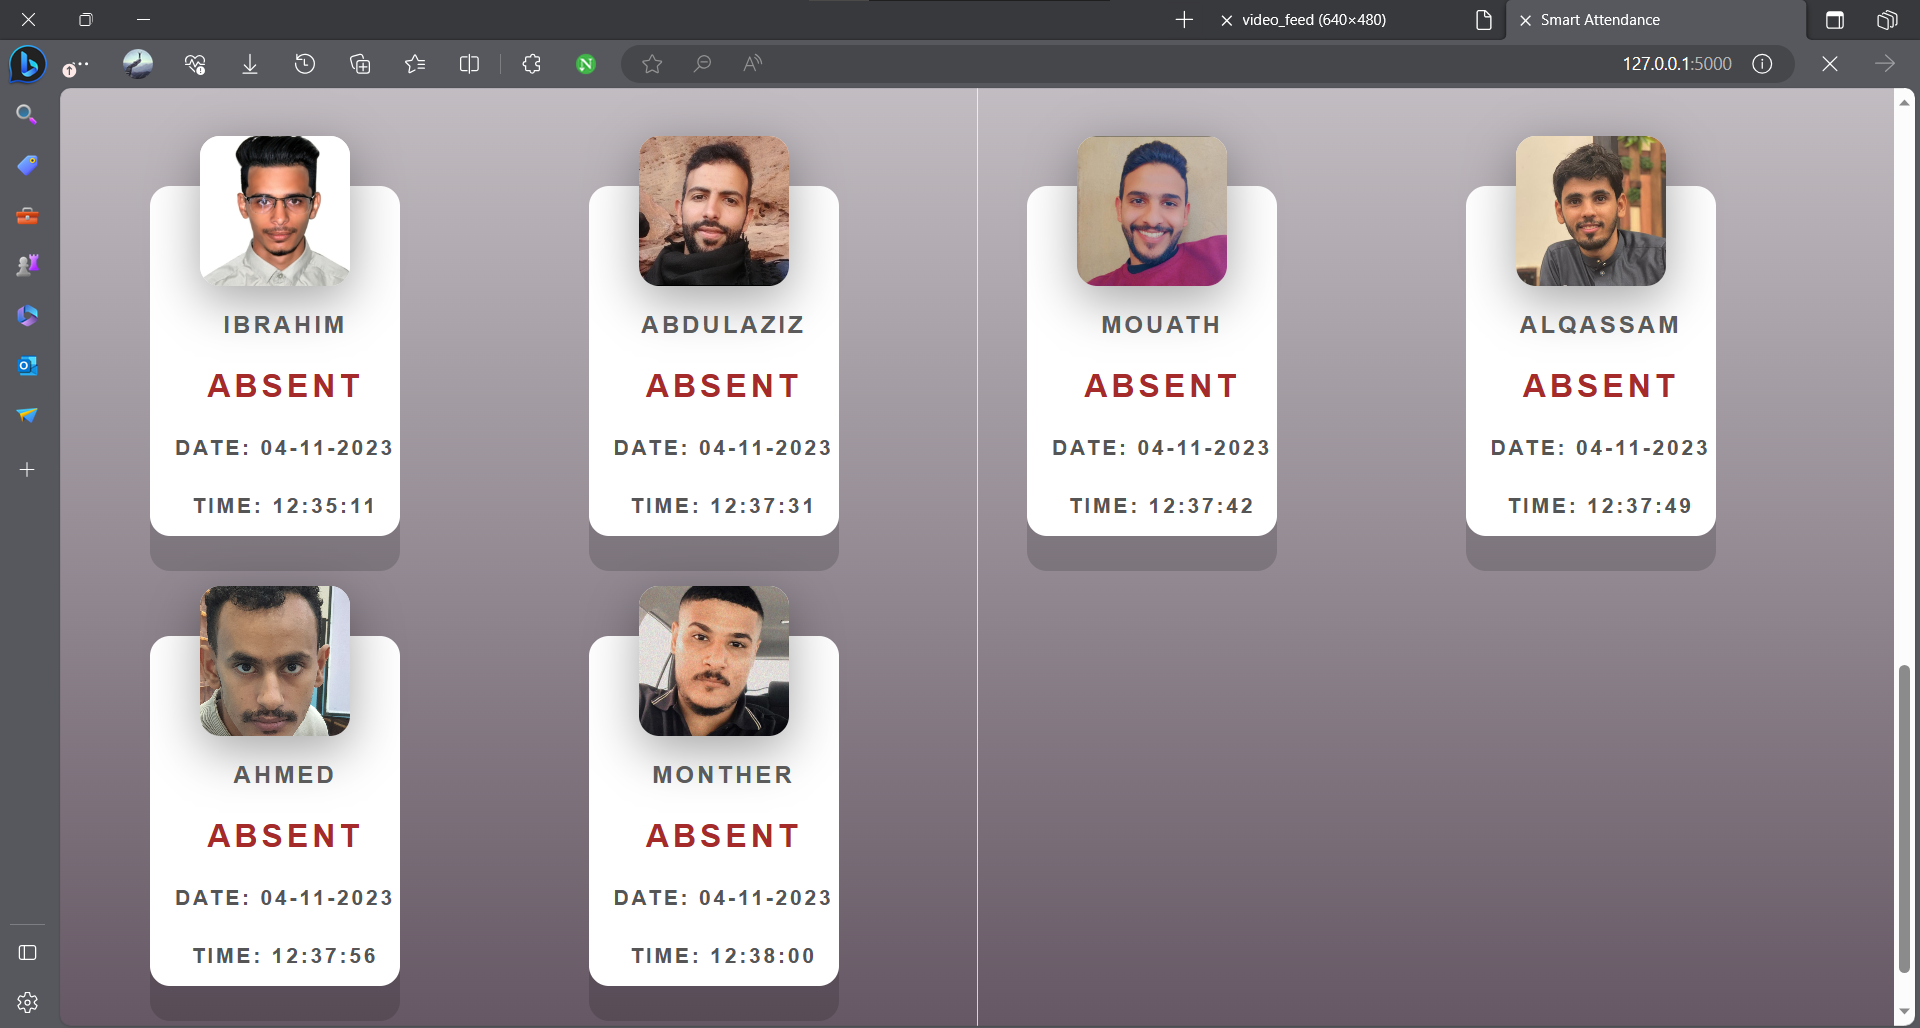 video_feed (640×480)
Smart Attendance
127.0.0.1:5000
IBRAHIM
ABSENT
DATE: 04-11-2023
TIME: 12:35:11
ABDULAZIZ
ABSENT
DATE: 04-11-2023
TIME: 12:37:31
MOUATH
ABSENT
DATE: 04-11-2023
TIME: 12:37:42
ALQASSAM
ABSENT
DATE: 04-11-2023
TIME: 12:37:49
AHMED
ABSENT
DATE: 04-11-2023
TIME: 12:37:56
MONTHER
ABSENT
DATE: 04-11-2023
TIME: 12:38:00